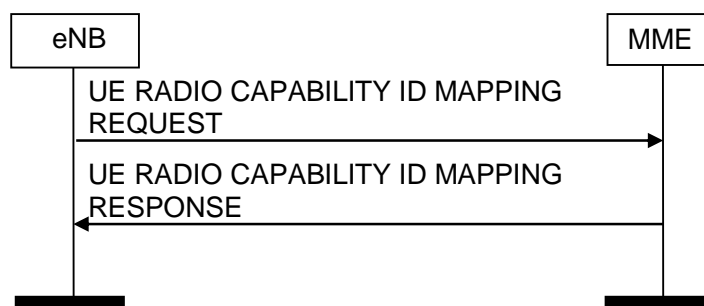 eNB
MME
UE RADIO CAPABILITY ID MAPPING
REQUEST
UE RADIO CAPABILITY ID MAPPING
RESPONSE